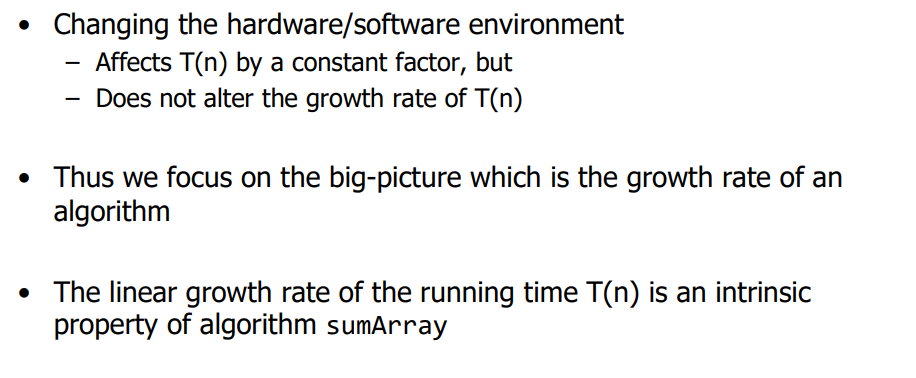 • Changing the hardware/software environment
– Affects T(n) by a constant factor, but
– Does not alter the growth rate of T(n)
• Thus we focus on the big-picture which is the growth rate of an
algorithm
• The linear growth rate of the running time T(n) is an intrinsic
property of algorithm sumArray